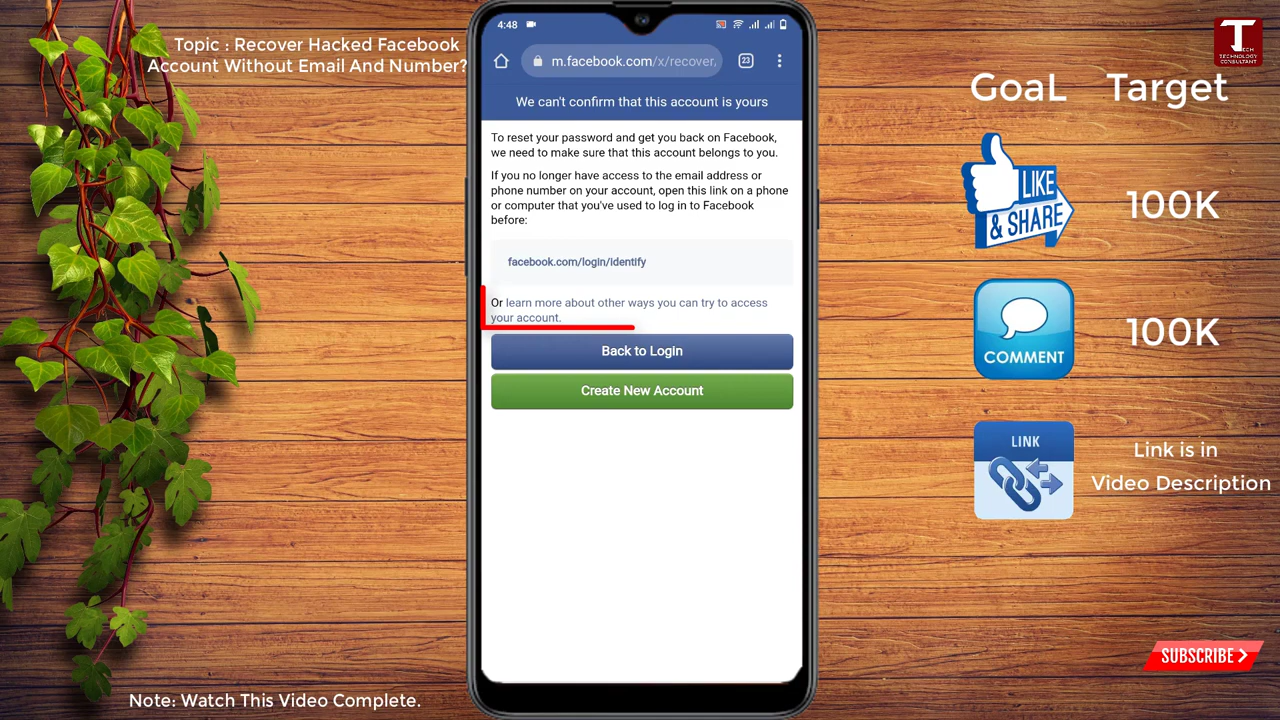 Topic : Recover Hacked Facebook
Account Without Email And Number?
4:48
m.facebook.com/x/recover,
23
We can't confirm that this account is yours
To reset your password and get you back on Facebook,
we need to make sure that this account belongs to you.
If you no longer have access to the email address or
phone number on your account, open this link on a phone
or computer that you've used to log in to Facebook
before:
facebook.com/login/identify
Or learn more about other ways you can try to access
your account.
Back to Login
Create New Account
T
TECH
TECHNOLOGY
CONSULTANT
GoaL Target
LIKE
& SHARE
100K
COMMENT
100K
LINK
Link is in
Video Description
SUBSCRIBE
Note: Watch This Video Complete.